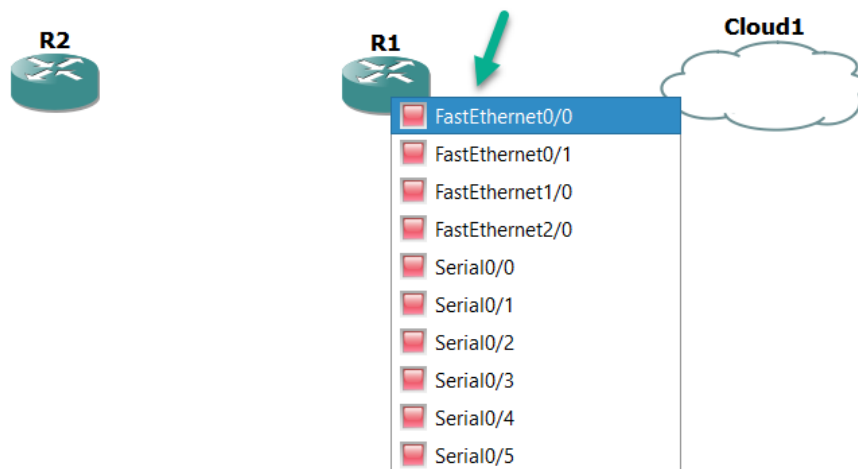 R2
R1
Cloud1
FastEthernet0/0
FastEthernet0/1
FastEthernet1/0
FastEthernet2/0
Serial0/0
Serial0/1
Serial0/2
Serial0/3
Serial0/4
Serial0/5